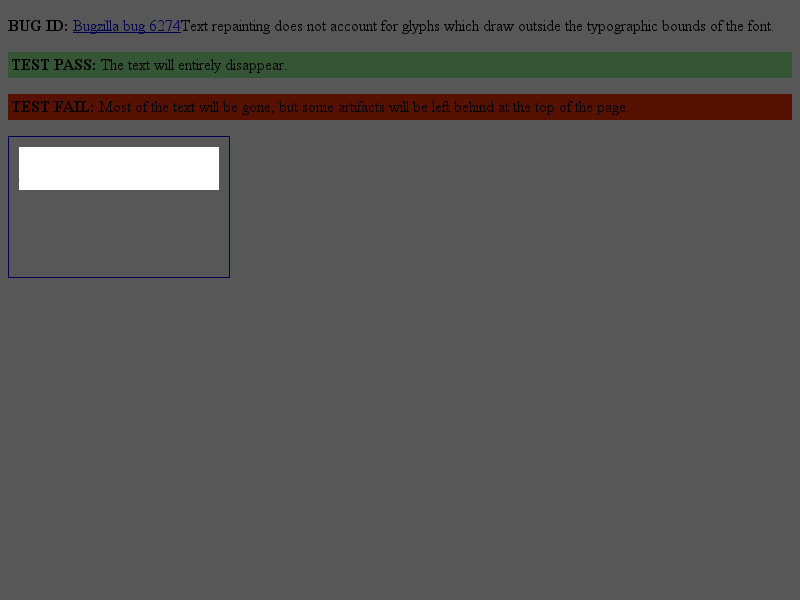 BUG ID: Bugzilla bug 6274Text repainting does not account for glyphs which draw outside the typographic bounds of the font.
TEST PASS: The text will entirely disappear.
TEST FAIL: Most of the text will be gone, but some artifacts will be left behind at the top of the page.